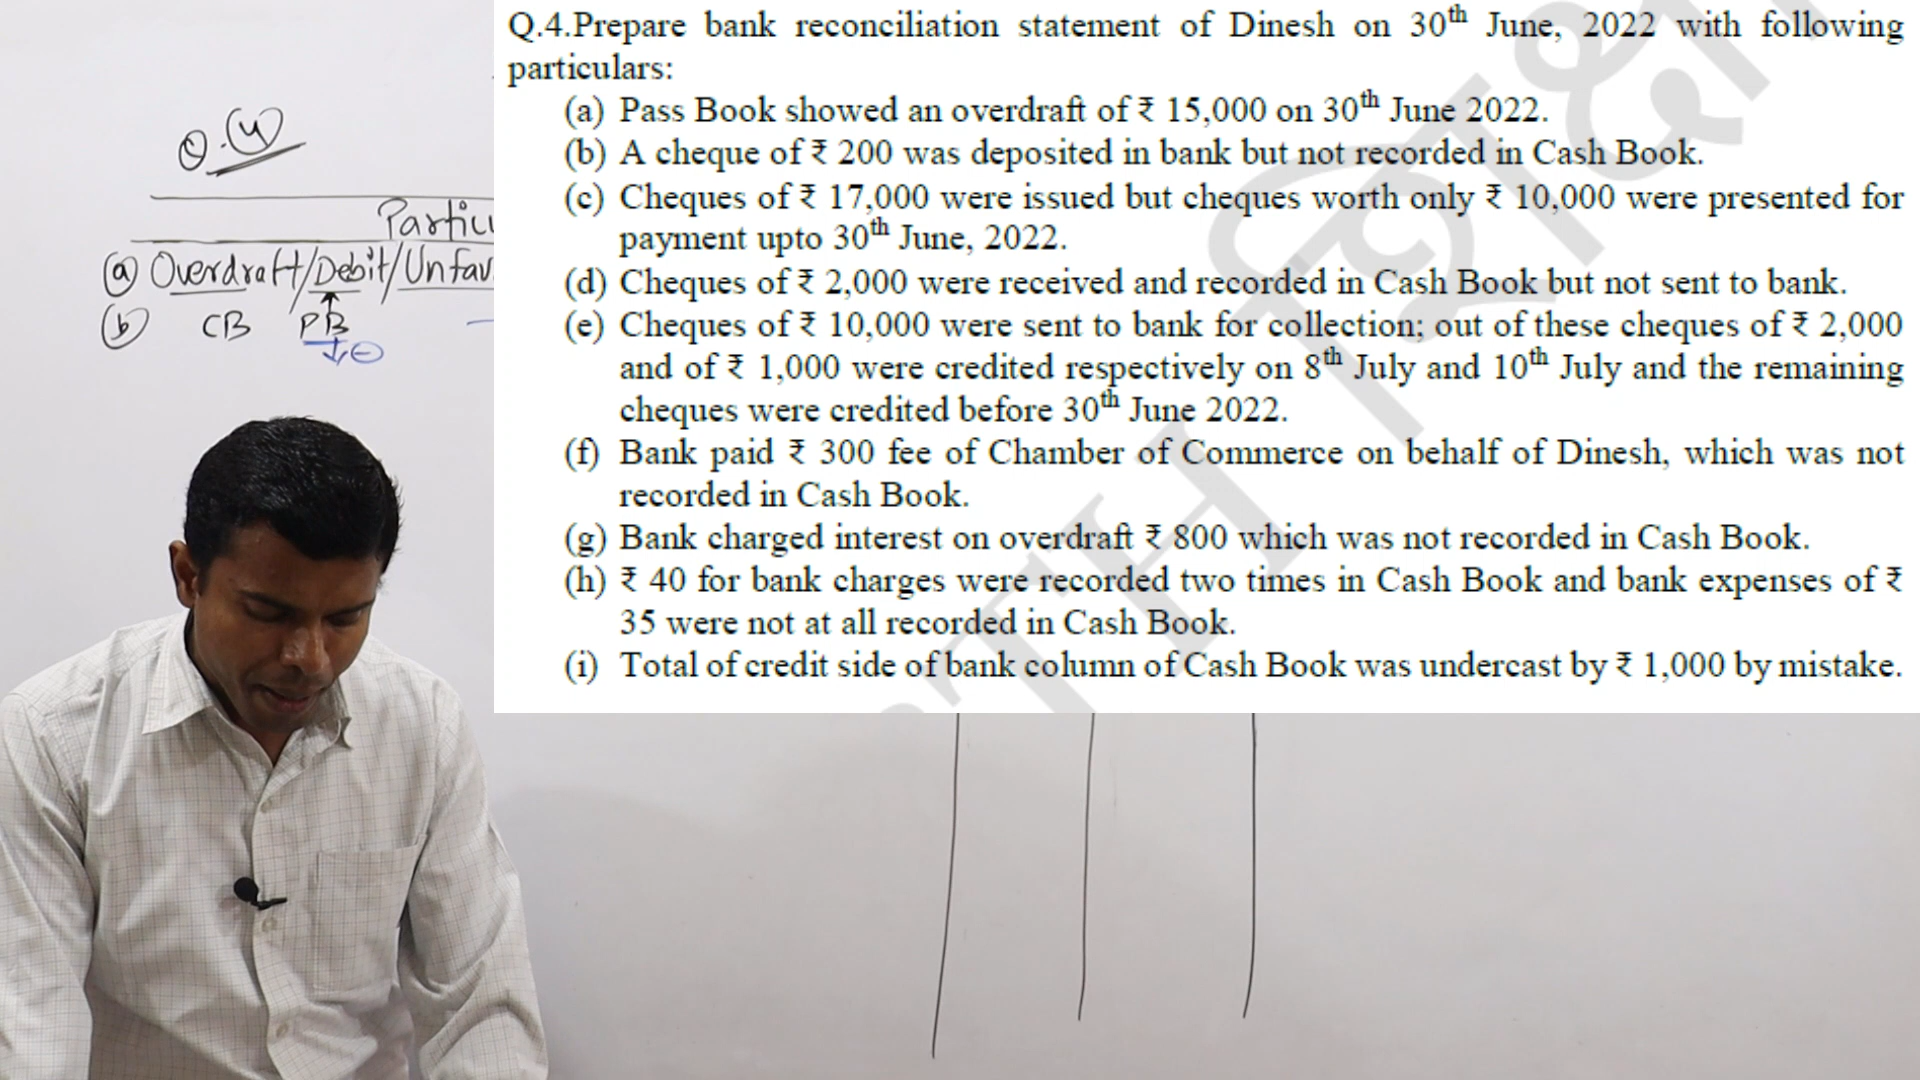 Q.4.Prepare bank reconciliation statement of Dinesh on 30th June, 2022 with following
particulars:
(a) Pass Book showed an overdraft of ₹ 15,000 on 30th June 2022.
(b) A cheque of ₹ 200 was deposited in bank but not recorded in Cash Book.
(c) Cheques of ₹ 17,000 were issued but cheques worth only ₹ 10,000 were presented for
payment upto 30th June, 2022.
(d) Cheques of ₹ 2,000 were received and recorded in Cash Book but not sent to bank.
(e) Cheques of ₹ 10,000 were sent to bank for collection; out of these cheques of ₹ 2,000
and of ₹ 1,000 were credited respectively on 8th July and 10th July and the remaining
cheques were credited before 30th June 2022.
(f) Bank paid ₹ 300 fee of Chamber of Commerce on behalf of Dinesh, which was not
recorded in Cash Book.
(g) Bank charged interest on overdraft ₹ 800 which was not recorded in Cash Book.
(h) ₹ 40 for bank charges were recorded two times in Cash Book and bank expenses of ₹
35 were not at all recorded in Cash Book.
(i) Total of credit side of bank column of Cash Book was undercast by ₹ 1,000 by mistake.
Q.(4)
Particu
(a) Overdraft/Debit/Unfav
(b) CB PB